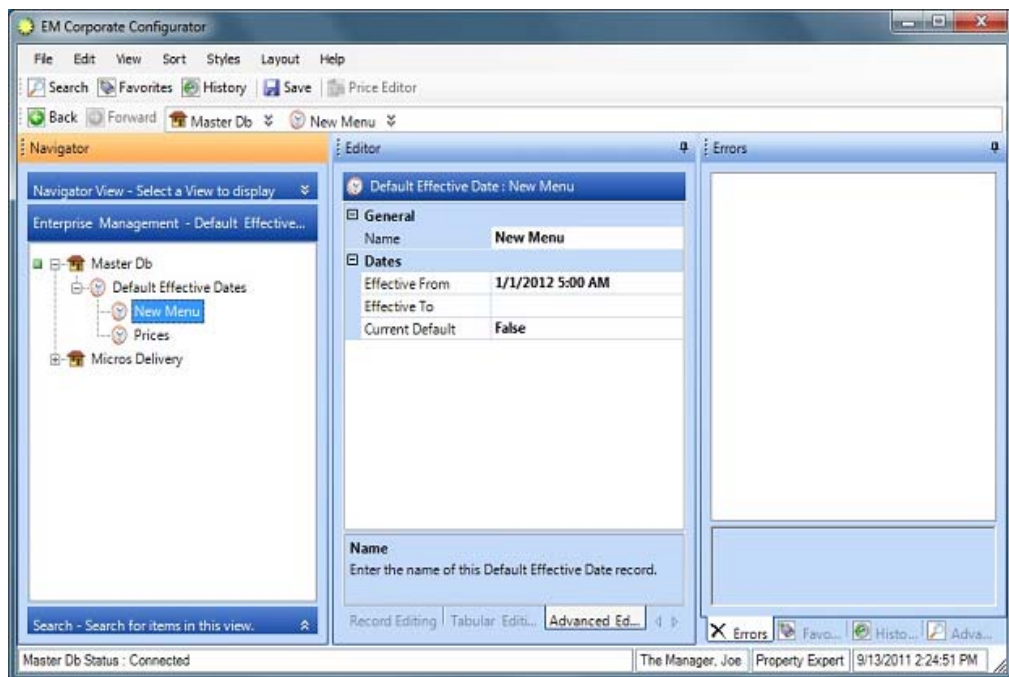 EM Corporate Configurator
File Edit View Sort Styles Layout Help
Search Favorites History Save Price Editor
Back Forward Master Db New Menu
Navigator
Navigator View - Select a View to display
Enterprise Management - Default Effective...
Master Db
Default Effective Dates
New Menu
Prices
Micros Delivery
Search - Search for items in this view.
Editor
Default Effective Date : New Menu
General
Name New Menu
Dates
Effective From 1/1/2012 5:00 AM
Effective To
Current Default False
Name
Enter the name of this Default Effective Date record.
Record Editing Tabular Editi... Advanced Ed...
Errors
Errors Favo... Histo... Adva...
Master Db Status : Connected The Manager, Joe Property Expert 9/13/2011 2:24:51 PM